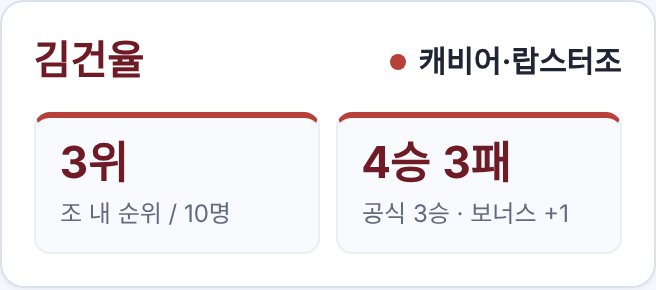 김건율
캐비어·랍스터조
3위
조 내 순위 / 10명
4승 3패
공식 3승 · 보너스 +1